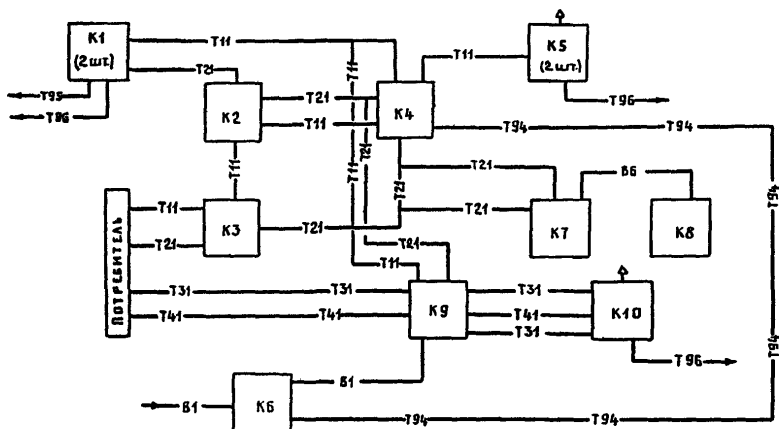 К1
(2шт.)
Т11
Т21
Т95
Т96
К2
Т21
Т11
Т11
Т21
Т11
К4
Т11
К5
(2шт.)
Т96
Т94
Т94
Т94
Т94
Т11
Т21
Т21
Т21
В6
К7
К8
ПОТРЕБИТЕЛЬ
Т11
Т21
К3
Т21
Т21
Т11
Т31
Т31
Т41
Т41
К9
Т31
Т41
Т31
К10
Т96
В1
В1
К6
Т94
Т94